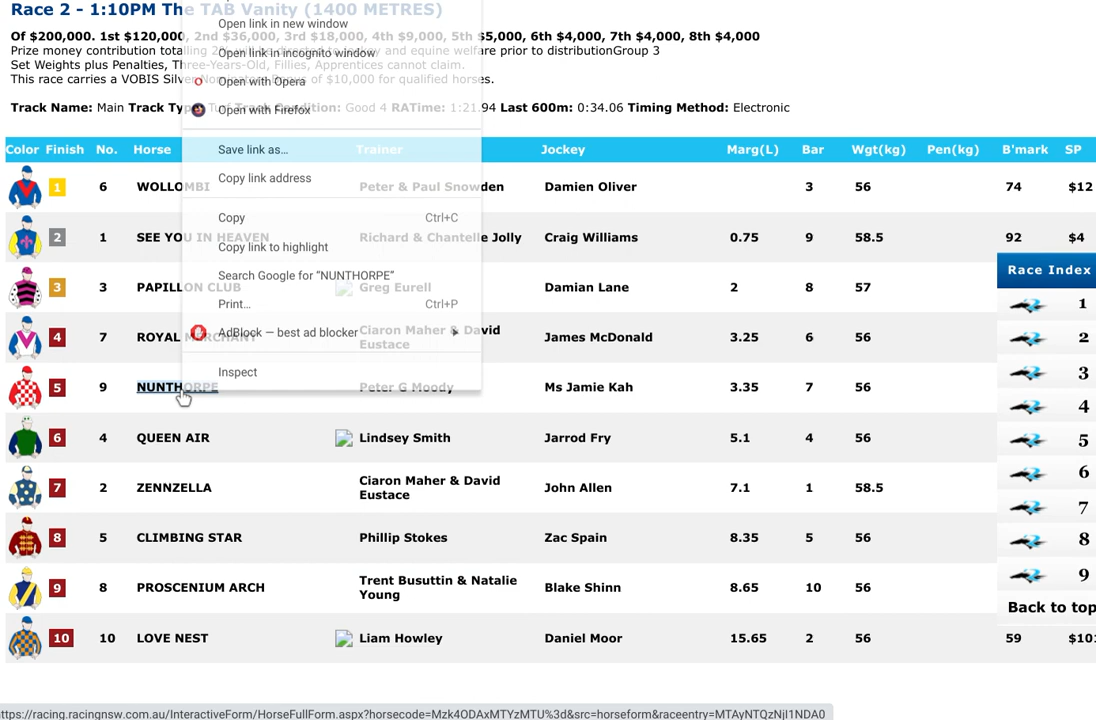 Race 2 - 1:10PM The TAB Vanity (1400 METRES)
Open link in new window
Of $200,000. 1st $120,000, 2nd $36,000, 3rd $18,000, 4th $9,000, 5th $5,000, 6th $4,000, 7th $4,000, 8th $4,000
Prize money contribution totalling 2% will be directed to jockey and equine welfare prior to distributionGroup 3
Open link in incognito window
Set Weights plus Penalties, Three-Years-Old, Fillies, Apprentices cannot claim.
This race carries a VOBIS Silver Nomination Bonus of $10,000 for qualified horses.
Open with Opera
Track Name: Main Track Type: Turf Track Condition: Good 4 RATime: 1:21.94 Last 600m: 0:34.06 Timing Method: Electronic
Open with Firefox
Color Finish No. Horse Trainer Jockey Marg(L) Bar Wgt(kg) Pen(kg) B'mark SP
Save link as...
Copy link address
1 6 WOLLOMBI Peter & Paul Snowden Damien Oliver 3 56 74 $12
Copy Ctrl+C
2 1 SEE YOU IN HEAVEN Richard & Chantelle Jolly Craig Williams 0.75 9 58.5 92 $4
Copy link to highlight
Race Index
Search Google for “NUNTHORPE”
3 3 PAPILLON CLUB Greg Eurell Damian Lane 2 8 57
Print... Ctrl+P
1
AdBlock — best ad blocker
4 7 ROYAL MERCHANT Ciaron Maher & David
Eustace James McDonald 3.25 6 56
2
Inspect
3
5 9 NUNTHORPE Peter G Moody Ms Jamie Kah 3.35 7 56
4
6 4 QUEEN AIR Lindsey Smith Jarrod Fry 5.1 4 56
5
6
7 2 ZENNZELLA Ciaron Maher & David
Eustace John Allen 7.1 1 58.5
7
8 5 CLIMBING STAR Phillip Stokes Zac Spain 8.35 5 56
8
9
9 8 PROSCENIUM ARCH Trent Busuttin & Natalie
Young Blake Shinn 8.65 10 56
Back to top
10 10 LOVE NEST Liam Howley Daniel Moor 15.65 2 56 59
ttps://racing.racingnsw.com.au/InteractiveForm/HorseFullForm.aspx?horsecode=Mzk4ODAxMTYzMTU%3d&src=horseform&raceentry=MTAyNTQzNjI1NDA0